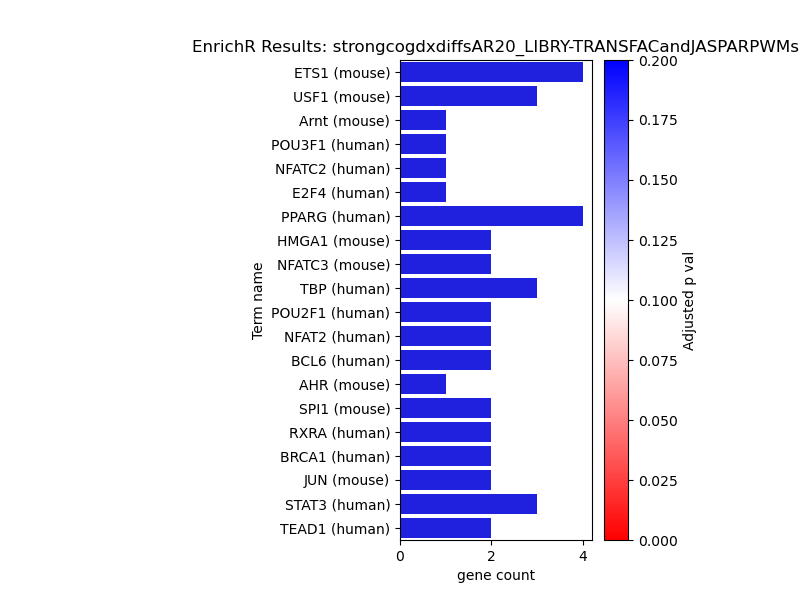 EnrichR Results: strongcogdxdiffsAR20_LIBRY-TRANSFACandJASPARPWMs
ETS1 (mouse)
USF1 (mouse)
Arnt (mouse)
POU3F1 (human)
NFATC2 (human)
E2F4 (human)
PPARG (human)
HMGA1 (mouse)
NFATC3 (mouse)
TBP (human)
POU2F1 (human)
NFAT2 (human)
BCL6 (human)
AHR (mouse)
SPI1 (mouse)
RXRA (human)
BRCA1 (human)
JUN (mouse)
STAT3 (human)
TEAD1 (human)
Term name
0 2 4
gene count
0.200
0.175
0.150
0.125
0.100
0.075
0.050
0.025
0.000
Adjusted p val